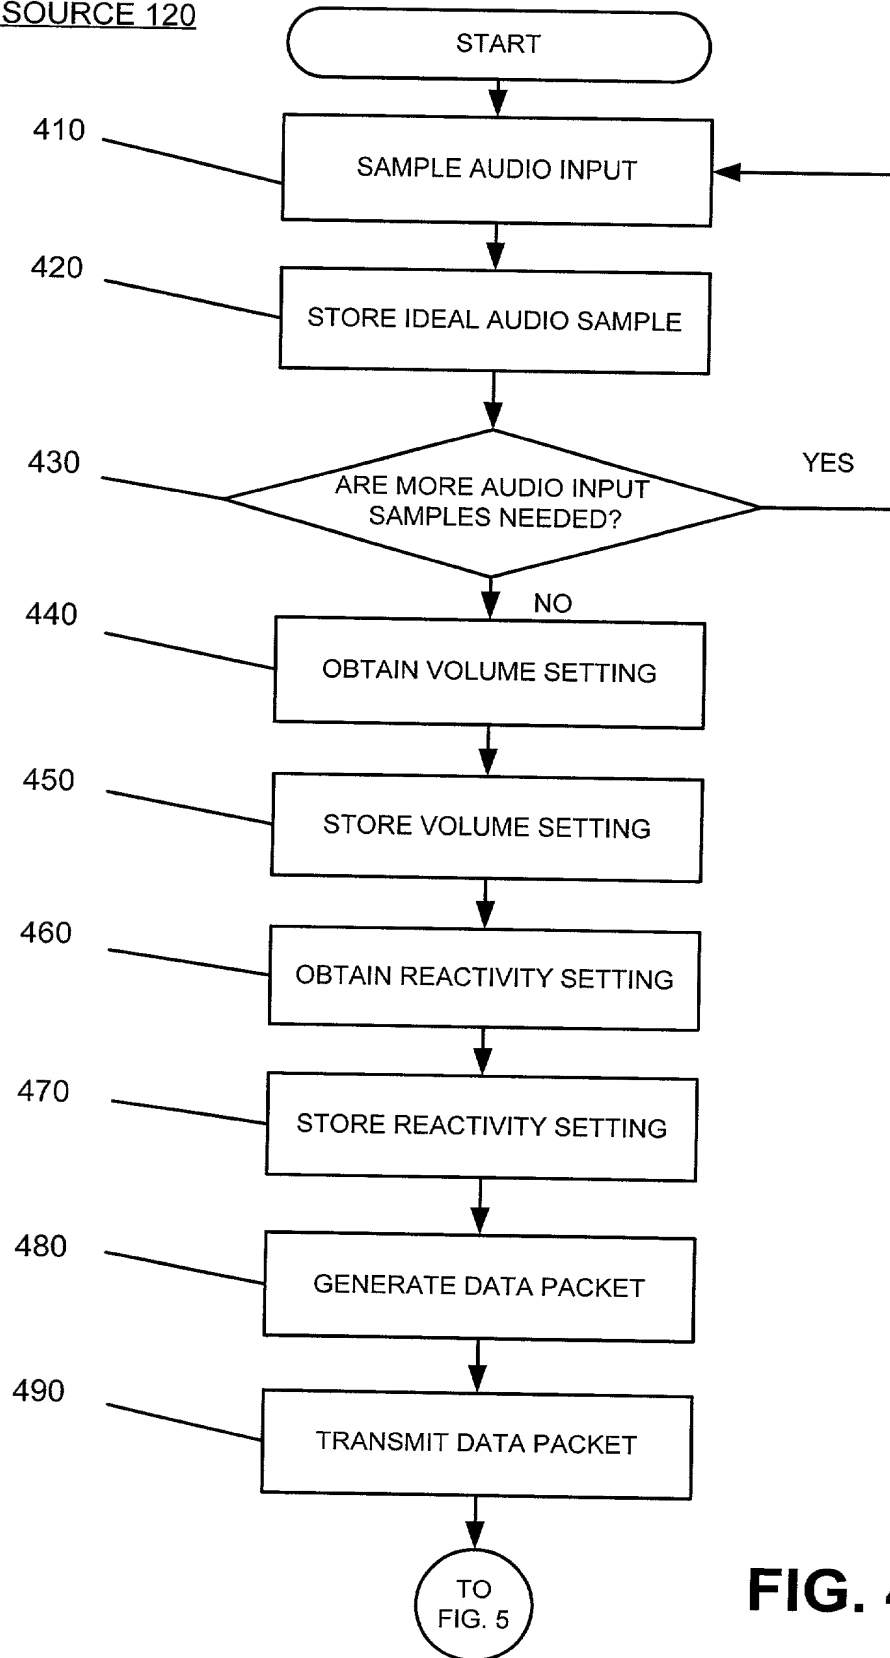 SOURCE 120
START
410
SAMPLE AUDIO INPUT
420
STORE IDEAL AUDIO SAMPLE
430
ARE MORE AUDIO INPUT
SAMPLES NEEDED?
YES
NO
440
OBTAIN VOLUME SETTING
450
STORE VOLUME SETTING
460
OBTAIN REACTIVITY SETTING
470
STORE REACTIVITY SETTING
480
GENERATE DATA PACKET
490
TRANSMIT DATA PACKET
TO
FIG. 5
FIG. 4